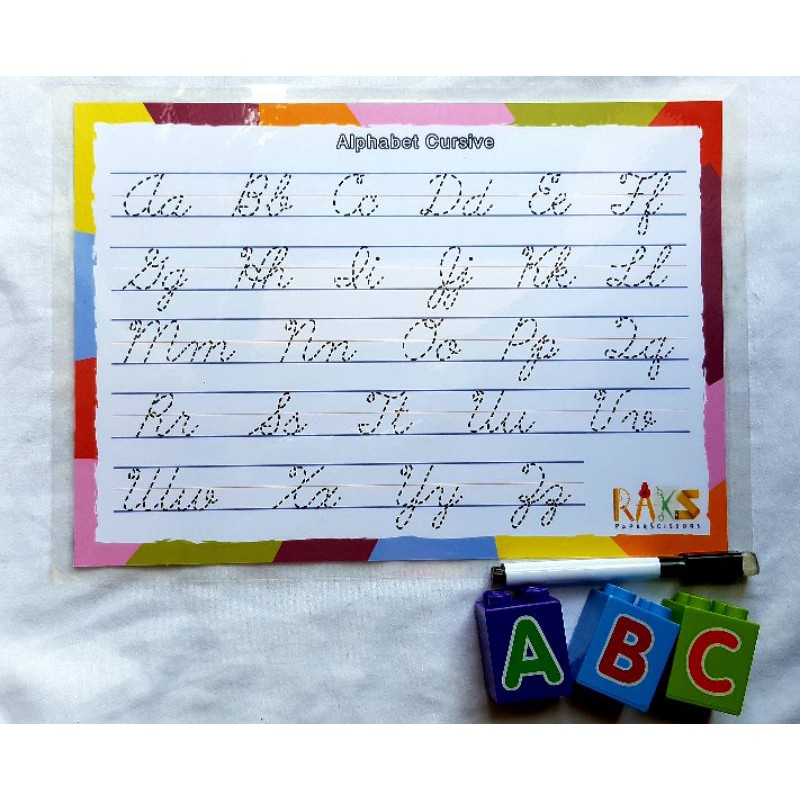 Alphabet Cursive
Aa Bb Cc Dd Ee Ff
Gg Hh Ii Jj Kk Ll
Mm Nn Oo Pp Qq
Rr Ss Tt Uu Vv
Ww Xx Yy Zz
RAKS
PAPERSCISSORS
A B C